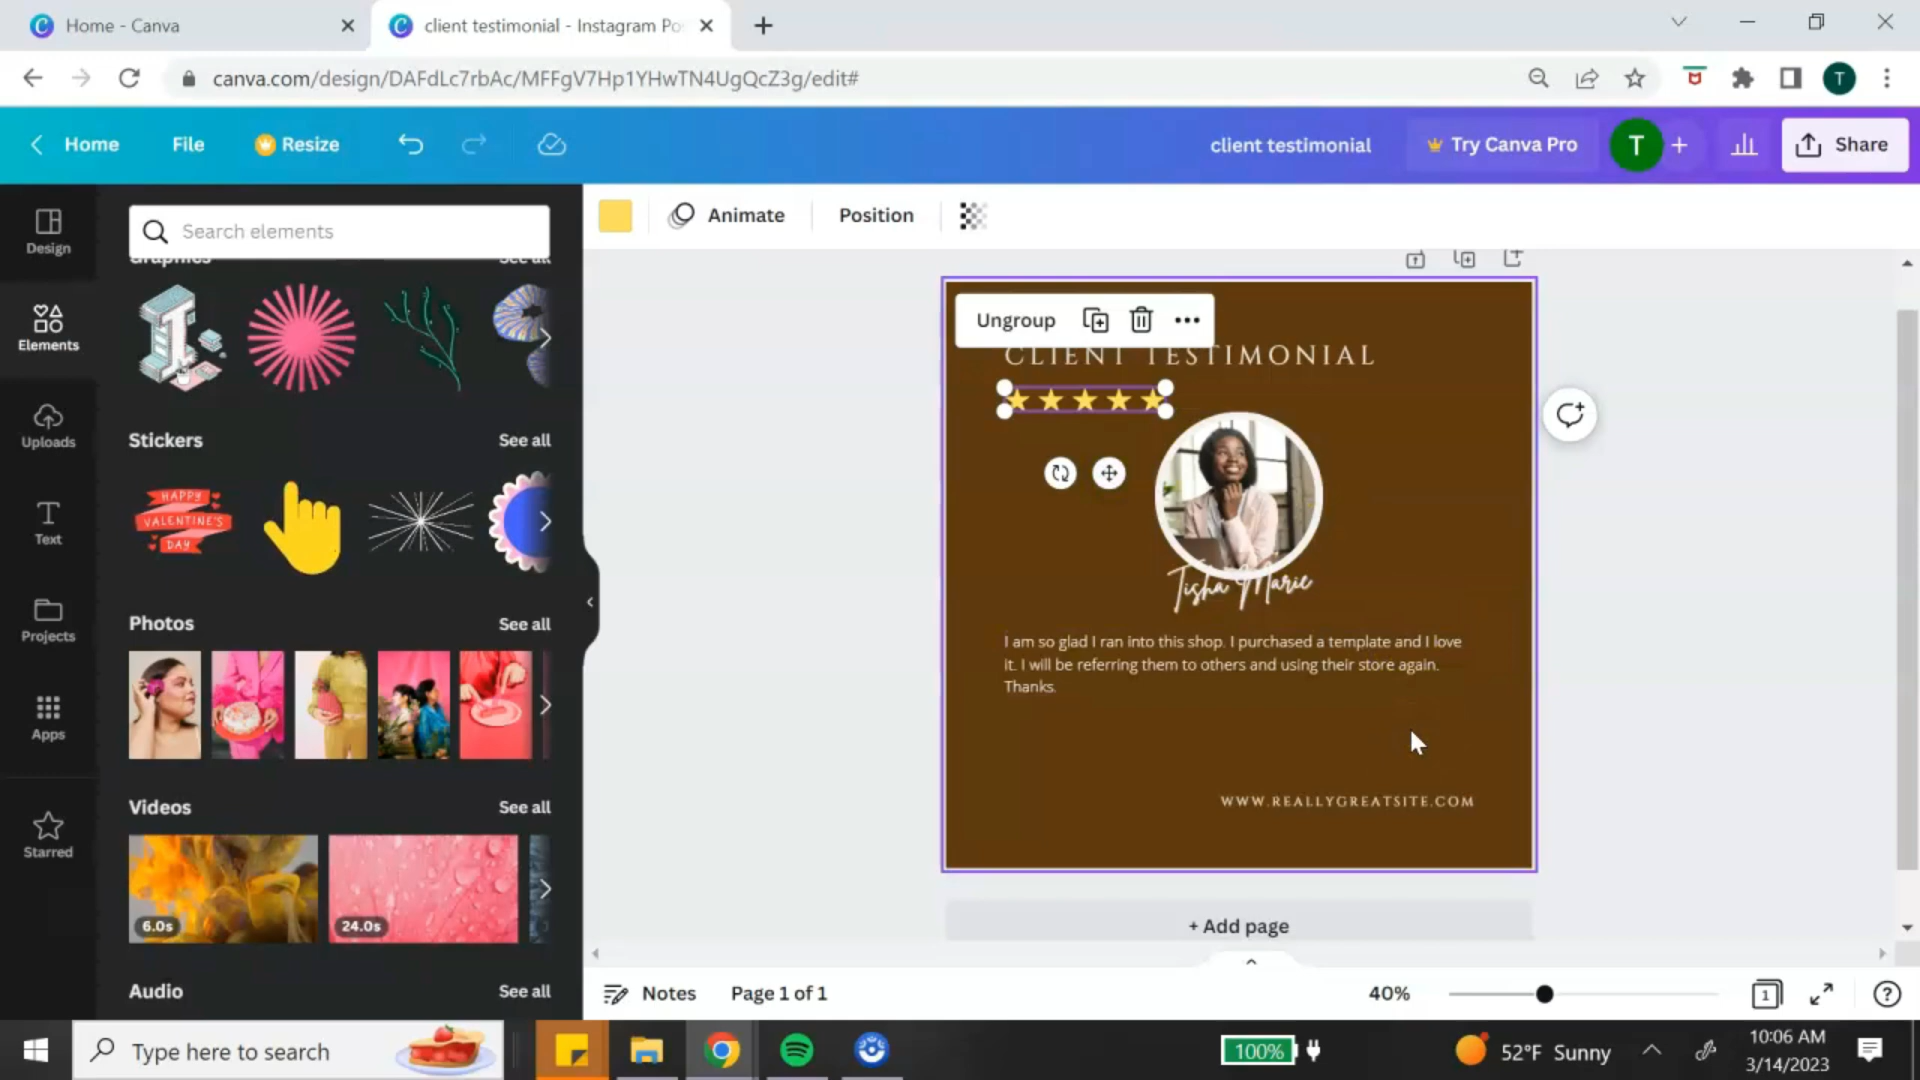 Home - Canva
client testimonial - Instagram Po
canva.com/design/DAFdLc7rbAc/MFFgV7Hp1YHwTN4UgQcZ3g/edit#
T
Home
File
Resize
client testimonial
Try Canva Pro
T
+
Share
Design
Elements
Uploads
Text
Projects
Apps
Starred
Search elements
Graphics
See all
Stickers
See all
HAPPY
VALENTINE'S
DAY
Photos
See all
Videos
See all
6.0s
24.0s
Audio
See all
Animate
Position
Ungroup
CLIENT TESTIMONIAL
Tisha Marie
I am so glad I ran into this shop. I purchased a template and I love
it. I will be referring them to others and using their store again.
Thanks.
WWW.REALLYGREATSITE.COM
+ Add page
Notes
Page 1 of 1
40%
1
?
Type here to search
100%
52°F Sunny
10:06 AM
3/14/2023